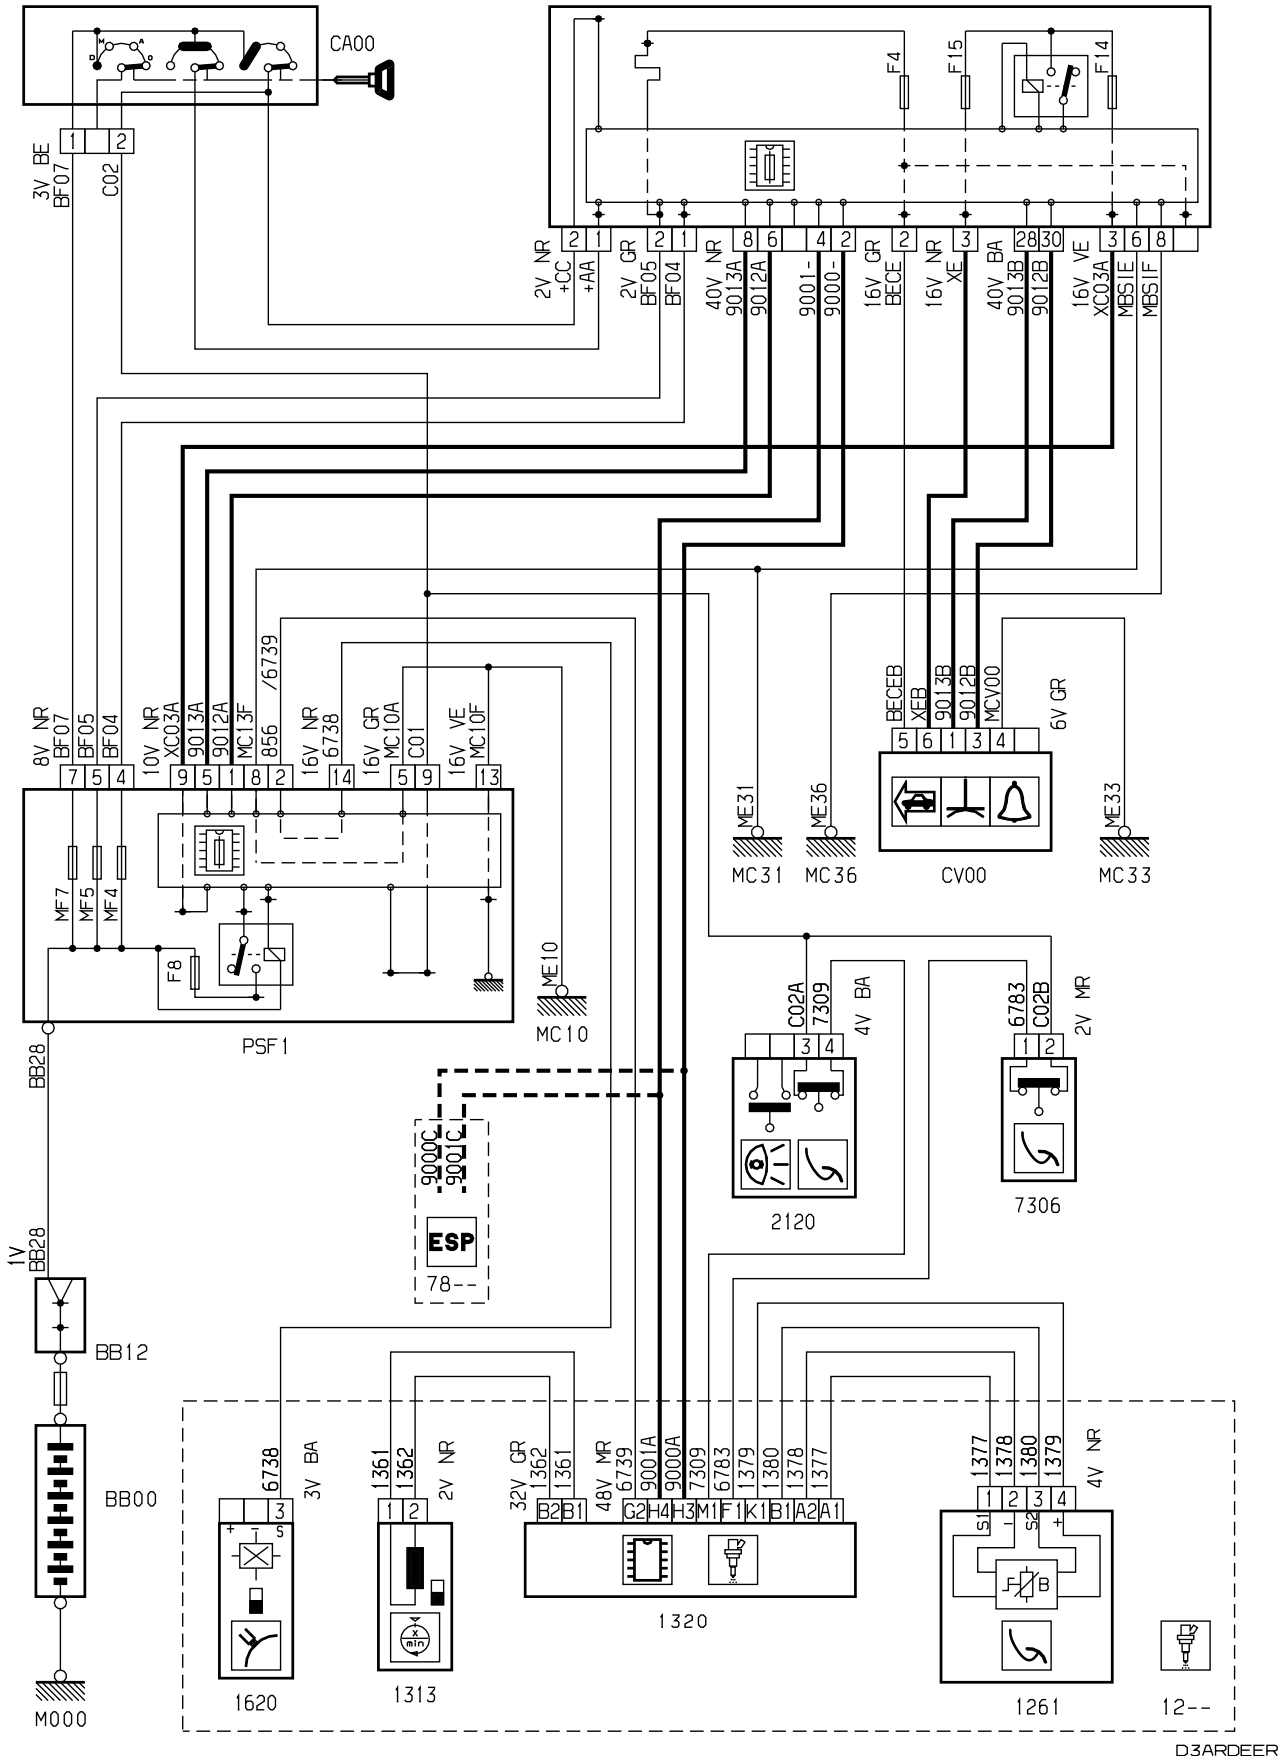 CA00
M A
D O
F4
F15
F14
1 2
3V BE
BF07
C02
2 1 2 1 8 6 4 2 2 3 28 30 3 6 8
2V NR
+CC
+AA
2V GR
BF05
BF04
40V NR
9013A
9012A
9001-
9000-
16V GR
BECE
16V NR
XE
40V BA
9013B
9012B
16V VE
XC03A
MBSIE
MBSIF
8V NR
BF07
BF05
BF04
10V NR
XC03A
9013A
9012A
MC13F
856
/6739
16V NR
6738
16V GR
MC10A
C01
16V VE
MC10F
7 5 4 9 5 1 8 2 14 5 9 13
BECEB
XEB
9013B
9012B
MCV00
6V GR
5 6 1 3 4
ME31
MC31
ME36
MC36
CV00
ME33
MC33
MF7
MF5
MF4
F8
PSF1
ME10
MC10
BB28
C02A
7309
4V BA
3 4
2120
6783
C02B
2V MR
1 2
7306
9000C
9001C
ESP
78--
1V
BB28
BB12
BB00
M000
6738
3V BA
3
+ - S
1620
1361
1362
2V NR
1 2
x
min
1313
32V GR
1362
1361
48V MR
6739
9001A
9000A
7309
6783
1379
1380
1378
1377
B2 B1 G2 H4 H3 M1 F1 K1 B1 A2 A1
1320
1377
1378
1380
1379
4V NR
1 2 3 4
S1 - S2 +
B
1261
12--
D3ARDEER